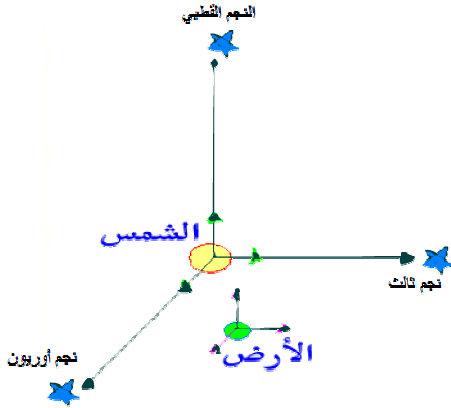 النجم القطبي
الشمس
نجم ثالث
الأرض
نجم أوريون